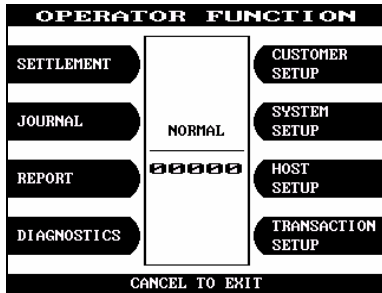 OPERATOR FUNCTION
SETTLEMENT
CUSTOMER
SETUP
JOURNAL
SYSTEM
SETUP
NORMAL
00000
REPORT
HOST
SETUP
DIAGNOSTICS
TRANSACTION
SETUP
CANCEL TO EXIT